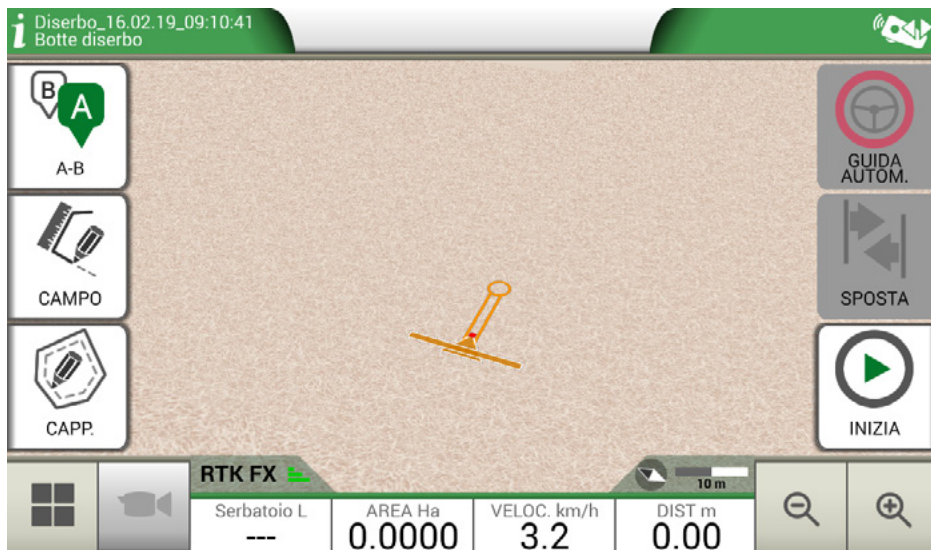 Diserbo_16.02.19_09:10:41
Botte diserbo
B
A
A-B
GUIDA
AUTOM.
CAMPO
SPOSTA
CAPP.
INIZIA
RTK FX
10 m
Serbatoio L
---
AREA Ha
0.0000
VELOC. km/h
3.2
DIST m
0.00